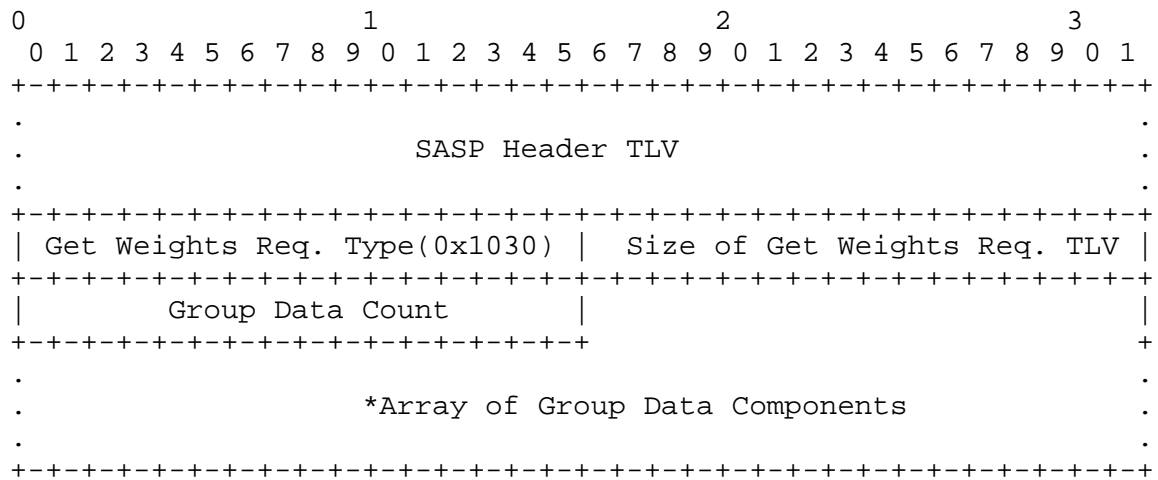 0                   1                   2                   3
 0 1 2 3 4 5 6 7 8 9 0 1 2 3 4 5 6 7 8 9 0 1 2 3 4 5 6 7 8 9 0 1
+-+-+-+-+-+-+-+-+-+-+-+-+-+-+-+-+-+-+-+-+-+-+-+-+-+-+-+-+-+-+-+-+
.                                                               .
.                      SASP Header TLV                          .
.                                                               .
+-+-+-+-+-+-+-+-+-+-+-+-+-+-+-+-+-+-+-+-+-+-+-+-+-+-+-+-+-+-+-+-+
| Get Weights Req. Type(0x1030) |  Size of Get Weights Req. TLV |
+-+-+-+-+-+-+-+-+-+-+-+-+-+-+-+-+-+-+-+-+-+-+-+-+-+-+-+-+-+-+-+-+
|        Group Data Count       |                               |
+-+-+-+-+-+-+-+-+-+-+-+-+-+-+-+-+                               +
.                                                               .
.                   *Array of Group Data Components             .
.                                                               .
+-+-+-+-+-+-+-+-+-+-+-+-+-+-+-+-+-+-+-+-+-+-+-+-+-+-+-+-+-+-+-+-+